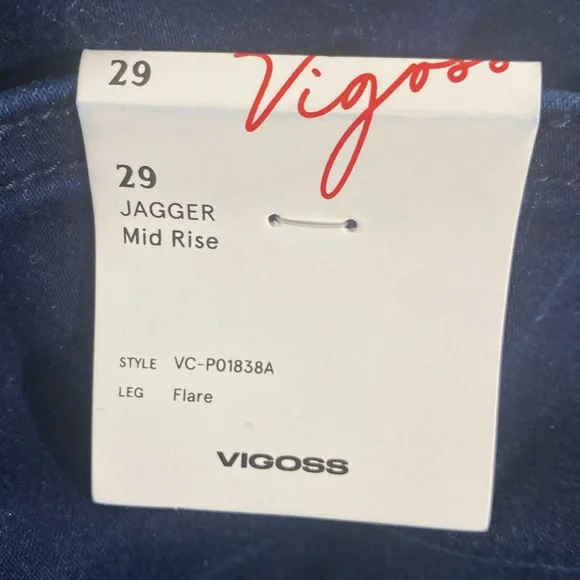 29 Vigoss
29
JAGGER
Mid Rise
STYLE VC-P01838A
LEG Flare
VIGOSS